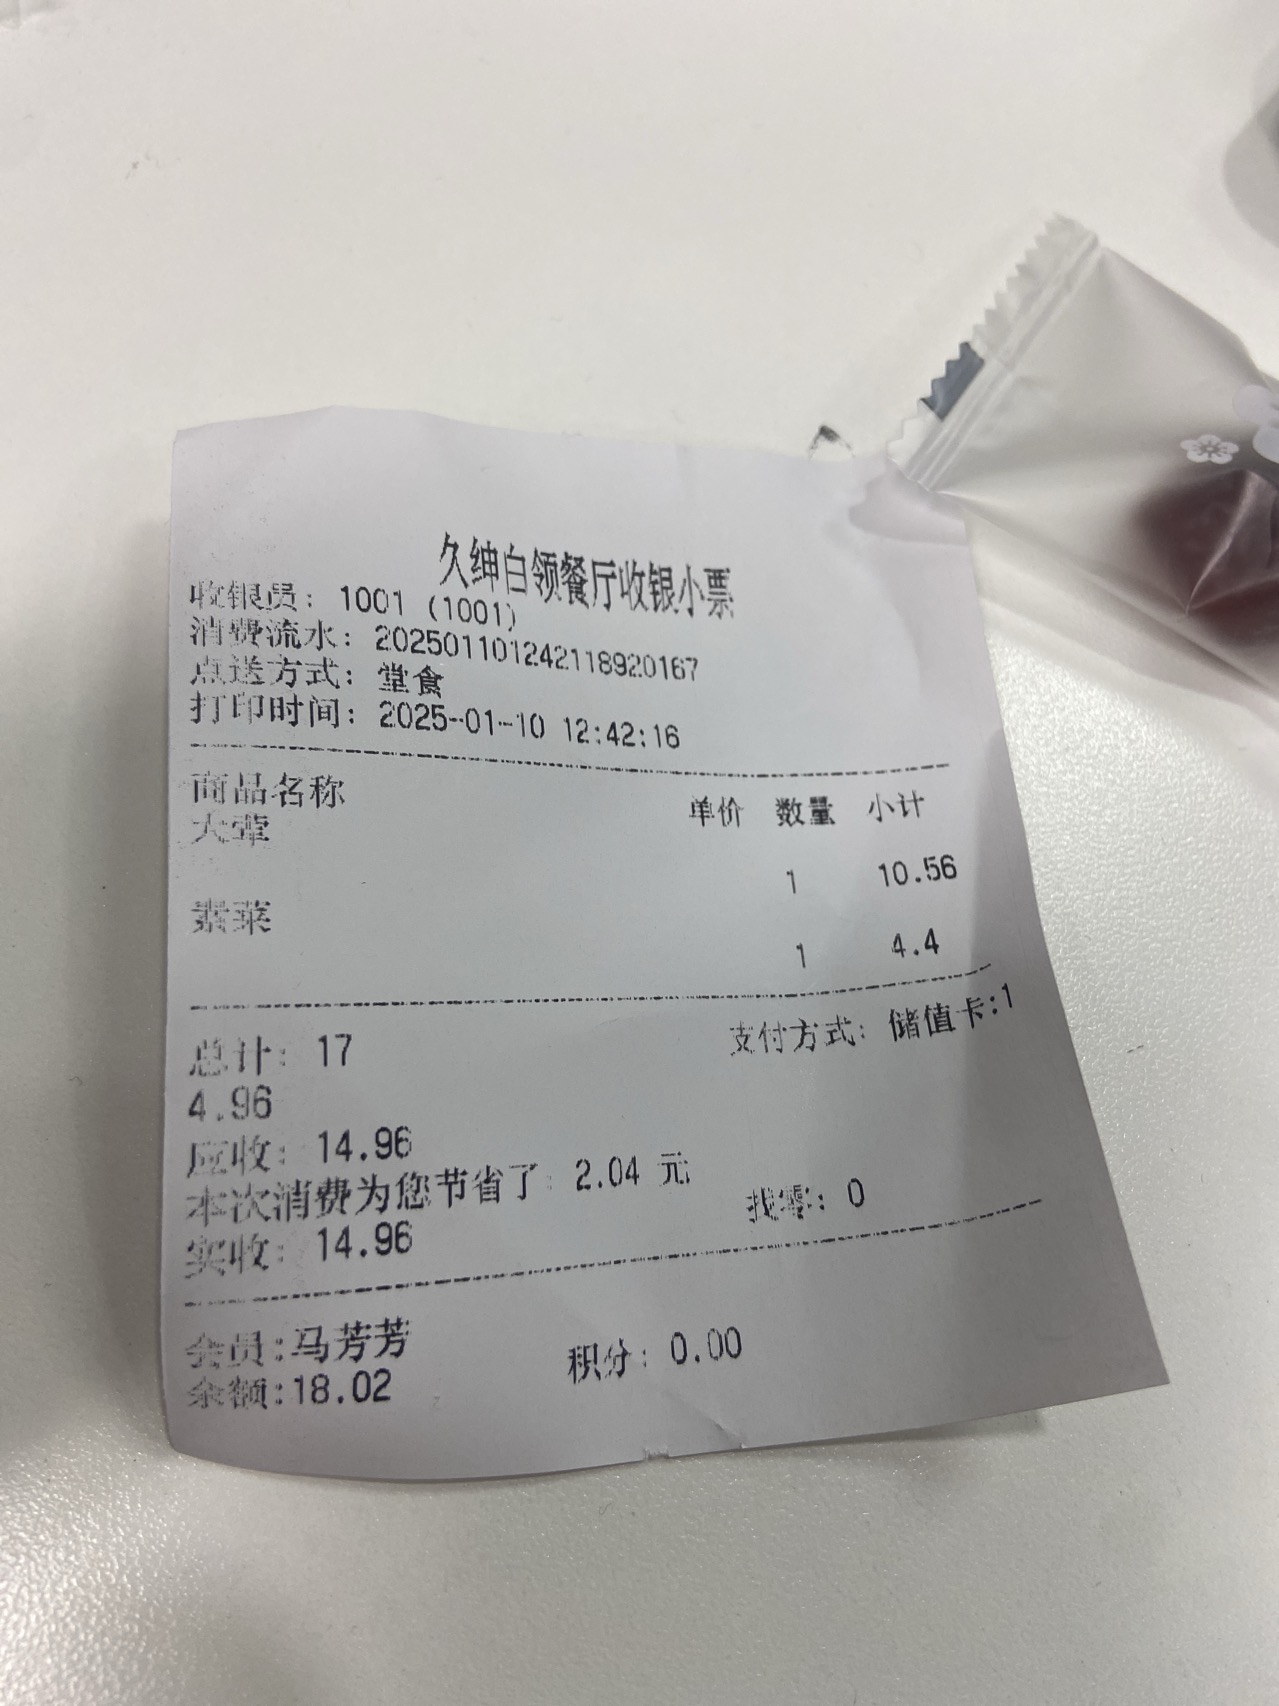 久绅白领餐厅收银小票
收银员: 1001 (1001)
消费流水: 202501101242118920167
点送方式: 堂食
打印时间: 2025-01-10 12:42:16
商品名称 单价 数量 小计
大荤
1 10.56
素菜
1 4.4
总计: 17 支付方式: 储值卡:1
4.96
应收: 14.96
本次消费为您节省了: 2.04 元
实收: 14.96 找零: 0
会员:马芳芳 积分: 0.00
余额:18.02